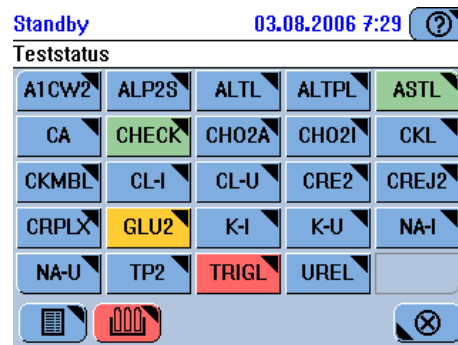 Standby 03.08.2006 7:29 ?
Teststatus
A1CW2 ALP2S ALTL ALTPL ASTL
CA CHECK CHO2A CHO2I CKL
CKMBL CL-I CL-U CRE2 CREJ2
CRPLX GLU2 K-I K-U NA-I
NA-U TP2 TRIGL UREL